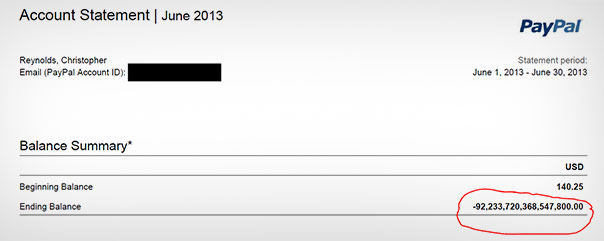 Account Statement | June 2013
PayPal
Reynolds, Christopher
Statement period:
Email (PayPal Account ID):
June 1, 2013 - June 30, 2013
Balance Summary*
USD
Beginning Balance 140.25
Ending Balance -92,233,720,368,547,800.00